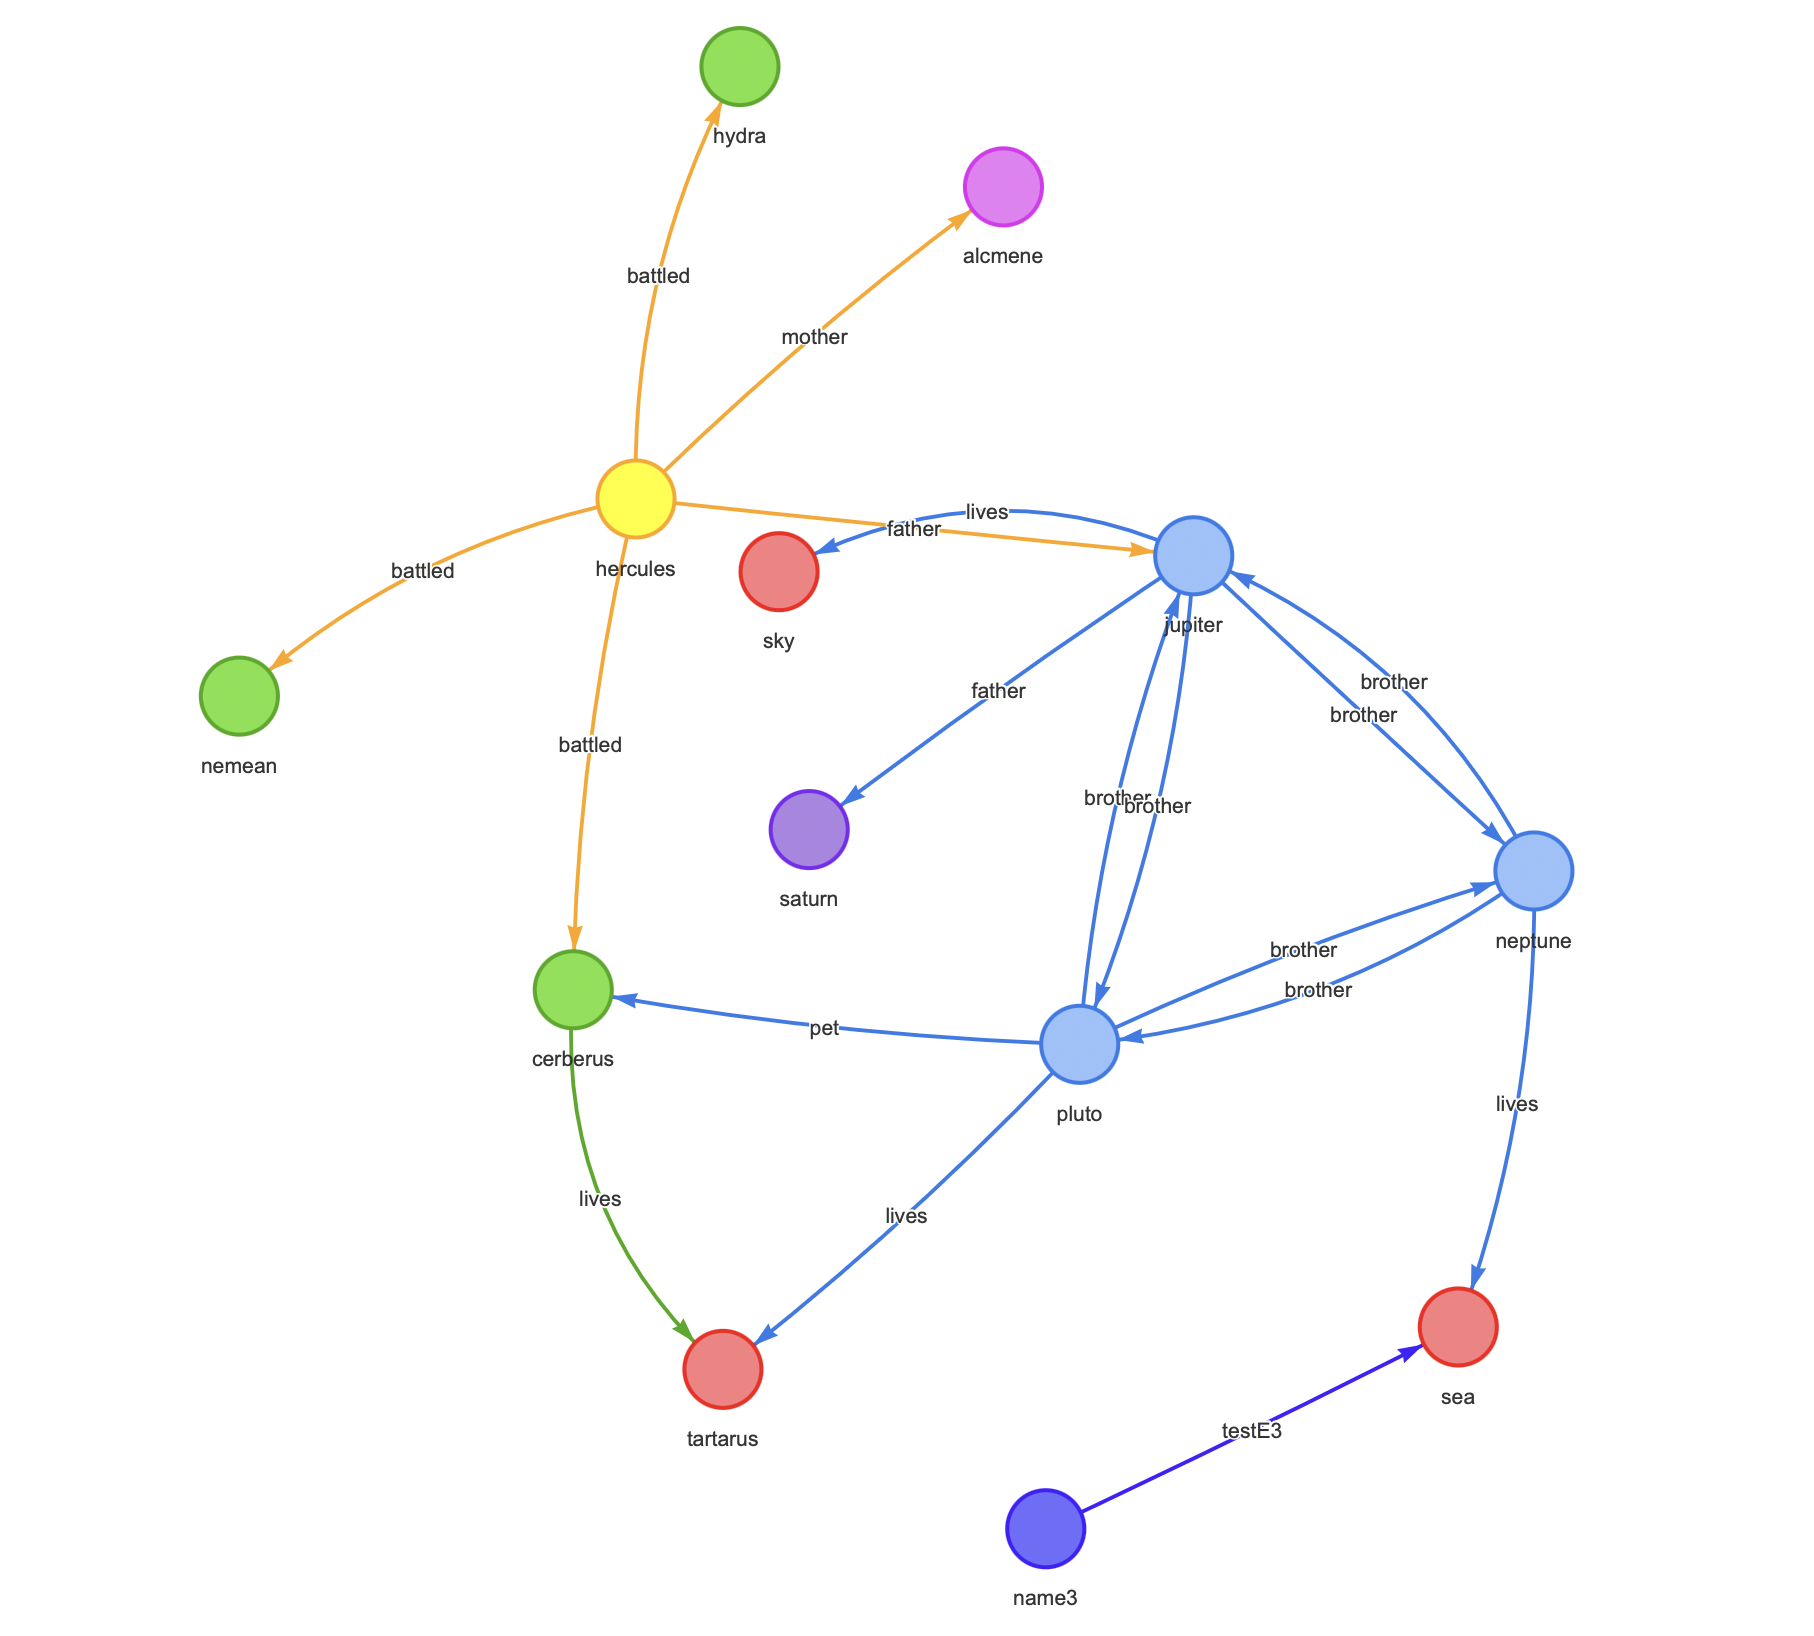 hydra
alcmene
battled
mother
lives
father
hercules
battled
jupiter
sky
brother
father
brother
battled
nemean
brother
brother
saturn
neptune
brother
brother
pet
cerberus
lives
pluto
lives
lives
sea
testE3
tartarus
name3